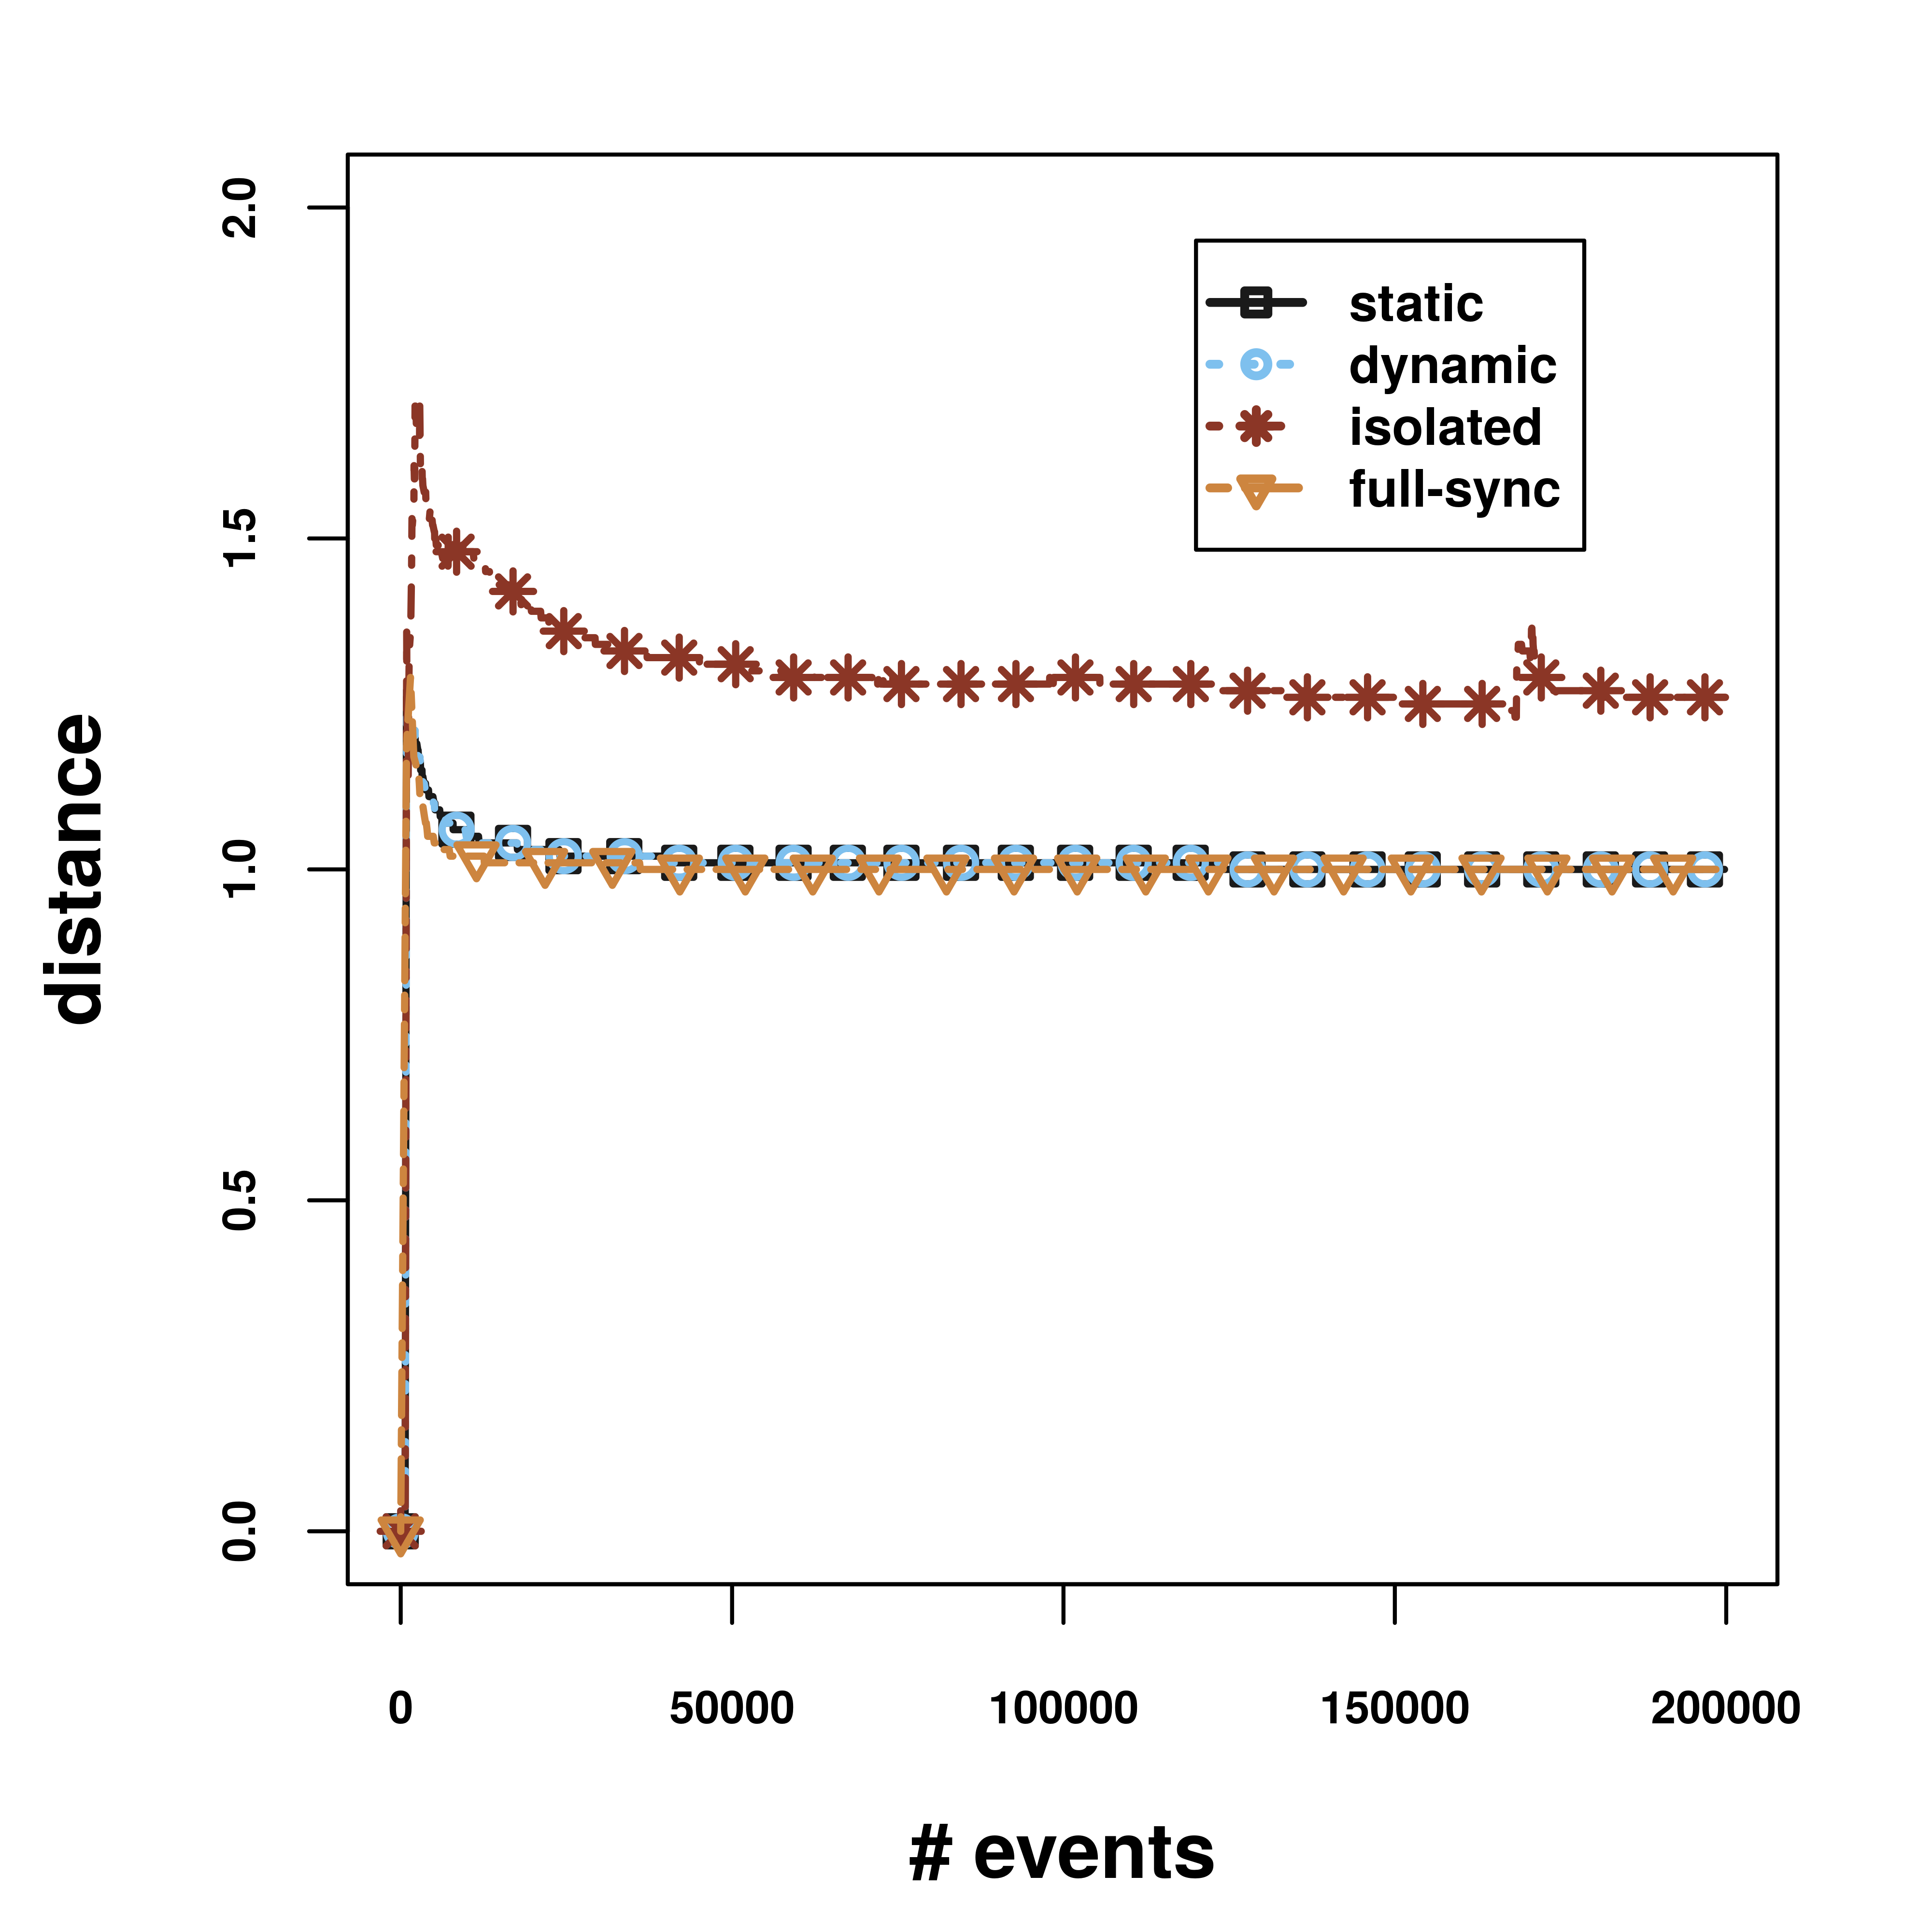 2.0
1.5
1.0
0.5
0.0
distance
static
dynamic
isolated
full-sync
0 50000 100000 150000 200000
# events